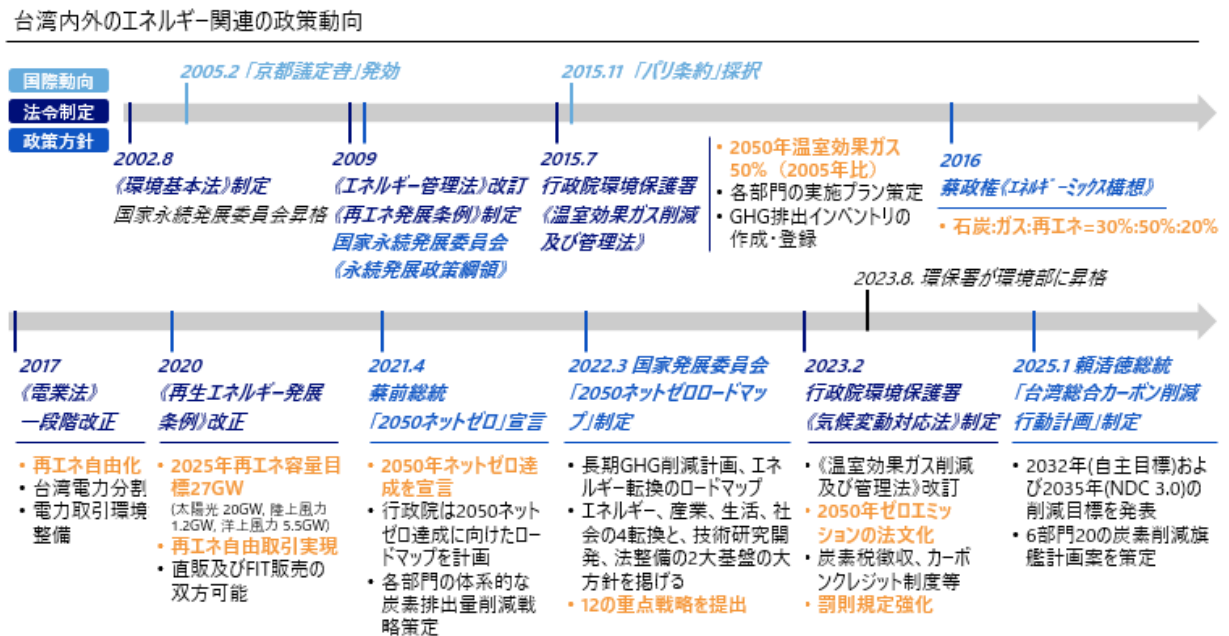 台湾内外のエネルギー関連の政策動向
国際動向
法令制定
政策方針
2005.2「京都議定書」発効
2015.11「パリ条約」採択
2002.8
《環境基本法》制定
国家永続発展委員会昇格
2009
《エネルギー管理法》改訂
《再エネ発展条例》制定
国家永続発展委員会
《永続発展政策綱領》
2015.7
行政院環境保護署
《温室効果ガス削減
及び管理法》
• 2050年温室効果ガス
50%（2005年比）
• 各部門の実施プラン策定
• GHG排出インベントリの
作成・登録
2016
蔡政権《エネルギーミックス構想》
• 石炭:ガス:再エネ=30%:50%:20%
2023.8. 環保署が環境部に昇格
2017
《電業法》
一段階改正
• 再エネ自由化
• 台湾電力分割
• 電力取引環境
整備
2020
《再生エネルギー発展
条例》改正
• 2025年再エネ容量目
標27GW
(太陽光 20GW, 陸上風力
1.2GW, 洋上風力 5.5GW)
• 再エネ自由取引実現
• 直販及びFIT販売の
双方可能
2021.4
蔡前総統
「2050ネットゼロ」宣言
• 2050年ネットゼロ達
成を宣言
• 行政院は2050ネット
ゼロ達成に向けたロー
ドマップを計画
• 各部門の体系的な
炭素排出量削減戦
略策定
2022.3 国家発展委員会
「2050ネットゼロロードマッ
プ」制定
• 長期GHG削減計画、エネ
ルギー転換のロードマップ
• エネルギー、産業、生活、社
会の4転換と、技術研究開
発、法整備の2大基盤の大
方針を掲げる
• 12の重点戦略を提出
2023.2
行政院環境保護署
《気候変動対応法》制定
• 《温室効果ガス削減
及び管理法》改訂
• 2050年ゼロエミッ
ションの法文化
• 炭素税徴収、カーボ
ンクレジット制度等
• 罰則規定強化
2025.1 頼清徳総統
「台湾総合カーボン削減
行動計画」制定
• 2032年(自主目標)およ
び2035年(NDC 3.0)の
削減目標を発表
• 6部門20の炭素削減旗
艦計画案を策定